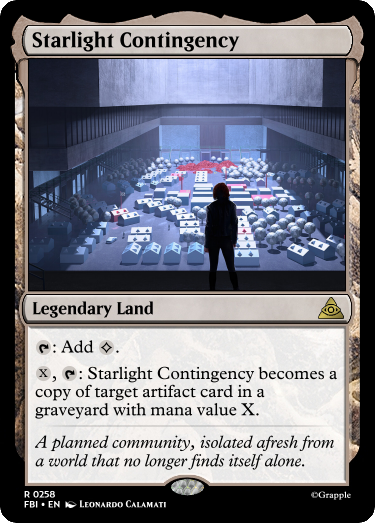 Starlight Contingency
Legendary Land
: Add .
X, : Starlight Contingency becomes a
copy of target artifact card in a
graveyard with mana value X.
A planned community, isolated afresh from
a world that no longer finds itself alone.
R 0258
FBI • EN Leonardo Calamati
©Grapple